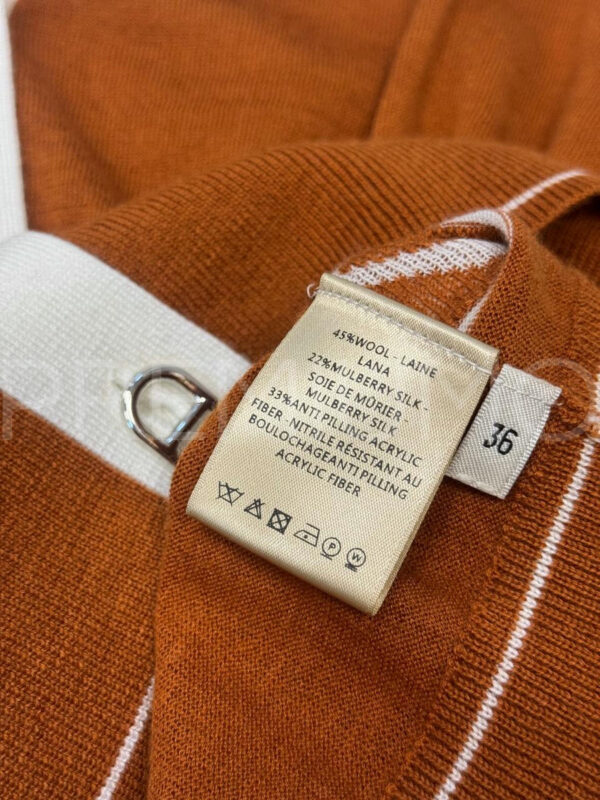 45%WOOL - LAINE
LANA
22%MULBERRY SILK -
SOIE DE MÛRIER -
MULBERRY SILK
33%ANTI PILLING ACRYLIC
FIBER - NITRILE RESISTANT AU
BOULOCHAGEANTI PILLING
ACRYLIC FIBER
P
W
36